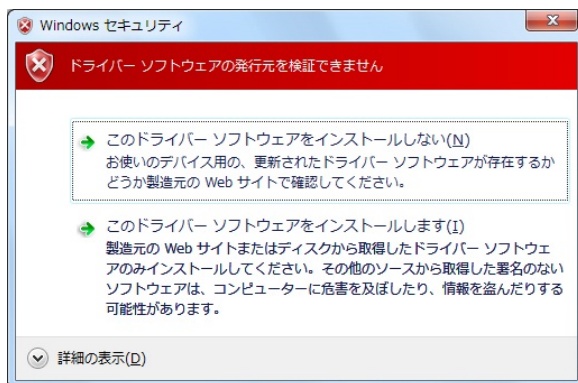 Windows セキュリティ
ドライバー ソフトウェアの発行元を検証できません
このドライバー ソフトウェアをインストールしない(N)
お使いのデバイス用の、更新されたドライバー ソフトウェアが存在するか
どうか製造元の Web サイトで確認してください。
このドライバー ソフトウェアをインストールします(I)
製造元の Web サイトまたはディスクから取得したドライバー ソフトウェ
アのみインストールしてください。その他のソースから取得した署名のない
ソフトウェアは、コンピューターに危害を及ぼしたり、情報を盗んだりする
可能性があります。
詳細の表示(D)